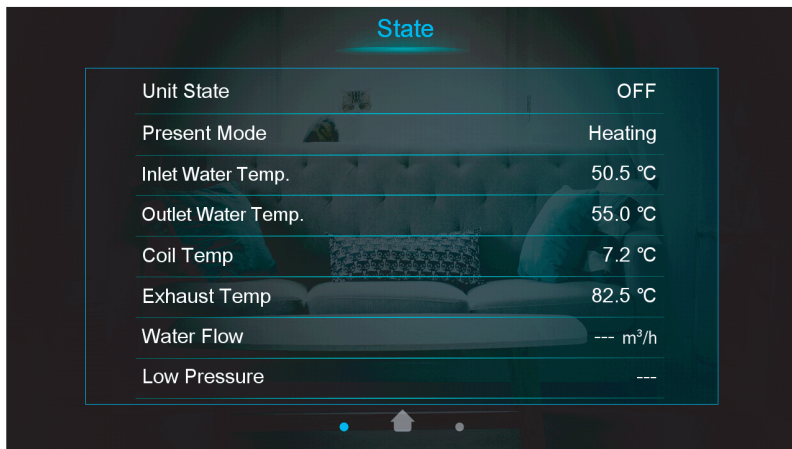 State
Unit State OFF
Present Mode Heating
Inlet Water Temp. 50.5 ℃
Outlet Water Temp. 55.0 ℃
Coil Temp 7.2 ℃
Exhaust Temp 82.5 ℃
Water Flow --- m³/h
Low Pressure ---